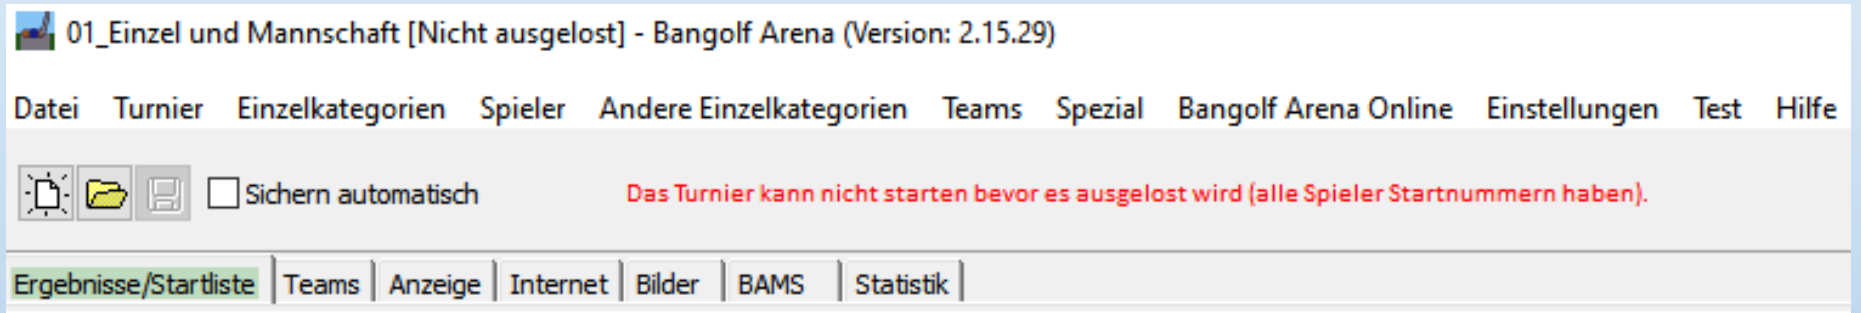 01_Einzel und Mannschaft [Nicht ausgelost] - Bangolf Arena (Version: 2.15.29)
Datei Turnier Einzelkategorien Spieler Andere Einzelkategorien Teams Spezial Bangolf Arena Online Einstellungen Test Hilfe
Sichern automatisch Das Turnier kann nicht starten bevor es ausgelost wird (alle Spieler Startnummern haben).
Ergebnisse/Startliste Teams Anzeige Internet Bilder BAMS Statistik